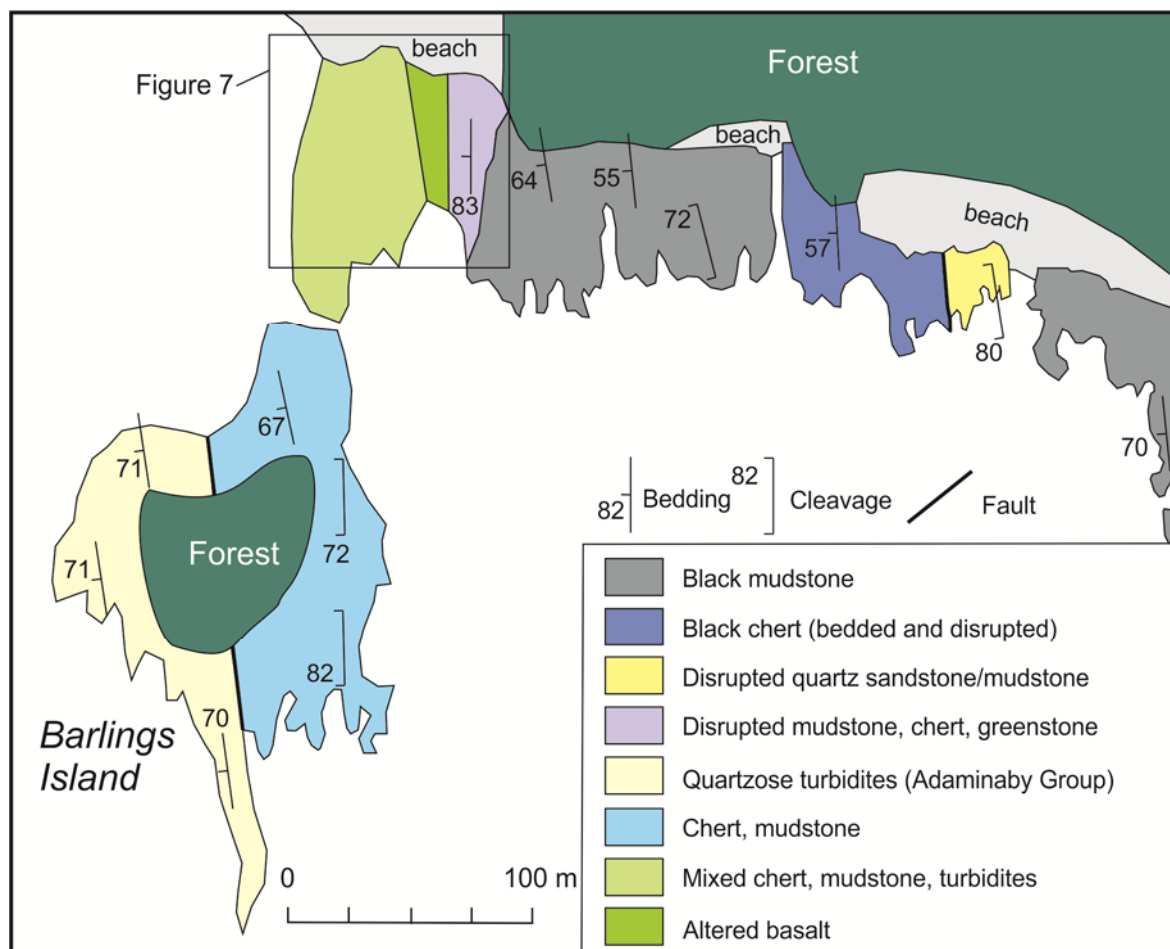 beach
Forest
Figure 7
beach
64
55
83
72
57
beach
80
70
67
71
82
82
Bedding
Cleavage
Fault
Forest
71
72
82
70
Barlings
Island
0
100 m
Black mudstone
Black chert (bedded and disrupted)
Disrupted quartz sandstone/mudstone
Disrupted mudstone, chert, greenstone
Quartzose turbidites (Adaminaby Group)
Chert, mudstone
Mixed chert, mudstone, turbidites
Altered basalt